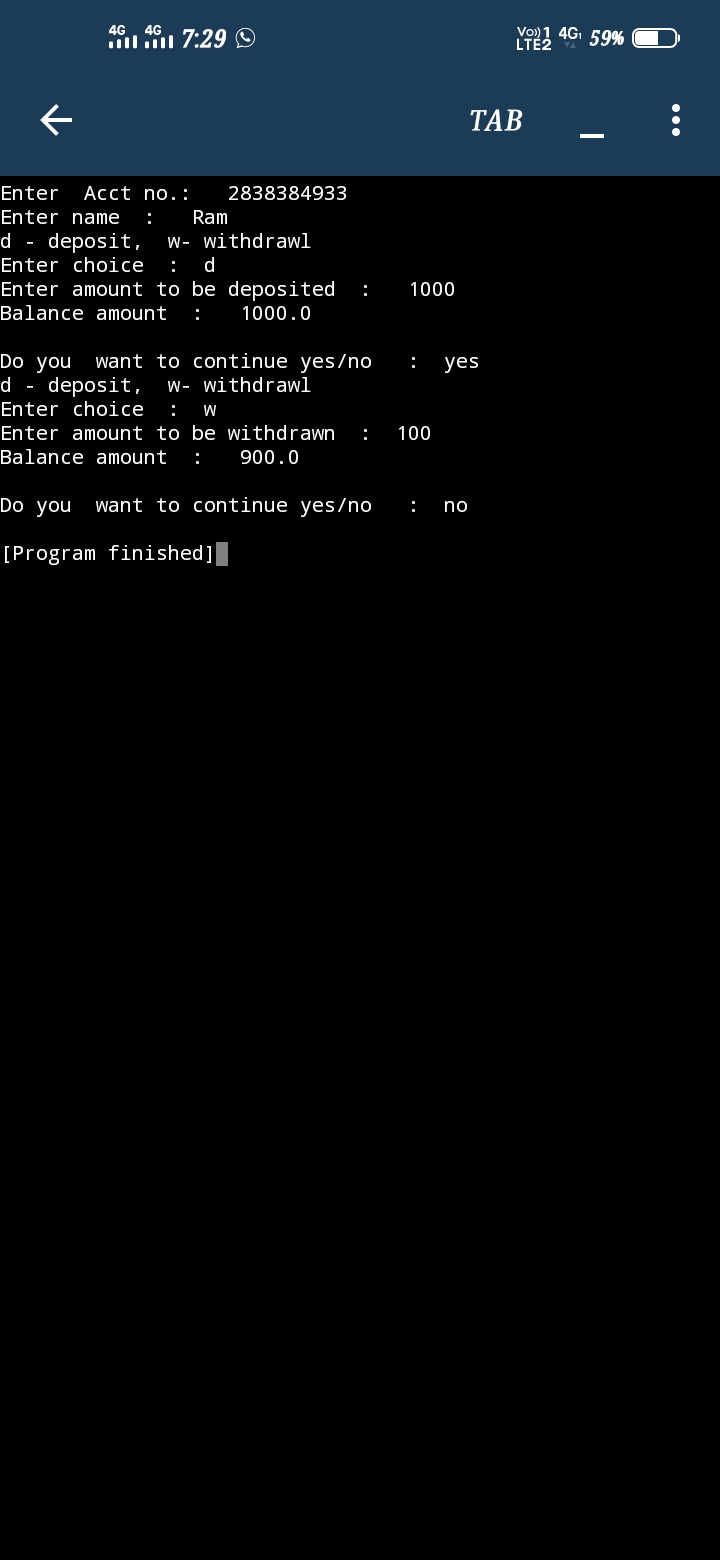 4G 4G 7:29 Vo)) 1 LTE2 4G 59%
TAB
Enter  Acct no.:   2838384933
Enter name  :   Ram
d - deposit,  w- withdrawl
Enter choice  :  d
Enter amount to be deposited  :   1000
Balance amount  :   1000.0
Do you  want to continue yes/no   :  yes
d - deposit,  w- withdrawl
Enter choice  :  w
Enter amount to be withdrawn  :  100
Balance amount  :   900.0
Do you  want to continue yes/no   :  no
[Program finished]